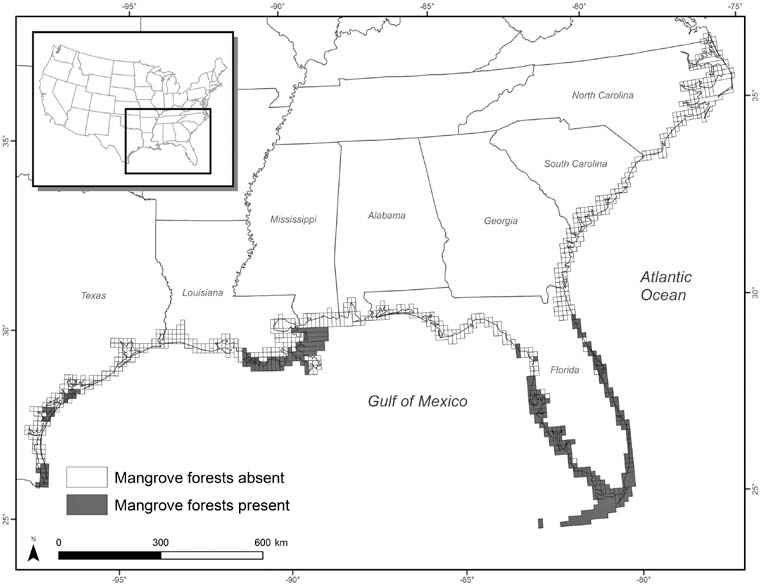 -95°
-90°
-85°
-80°
-75°
North Carolina
35°
35°
South Carolina
Mississippi
Alabama
Georgia
Atlantic
Ocean
Texas
Louisiana
30°
30°
Florida
Gulf of Mexico
Mangrove forests absent
Mangrove forests present
25°
25°
N
0
300
600 km
-95°
-90°
-85°
-80°